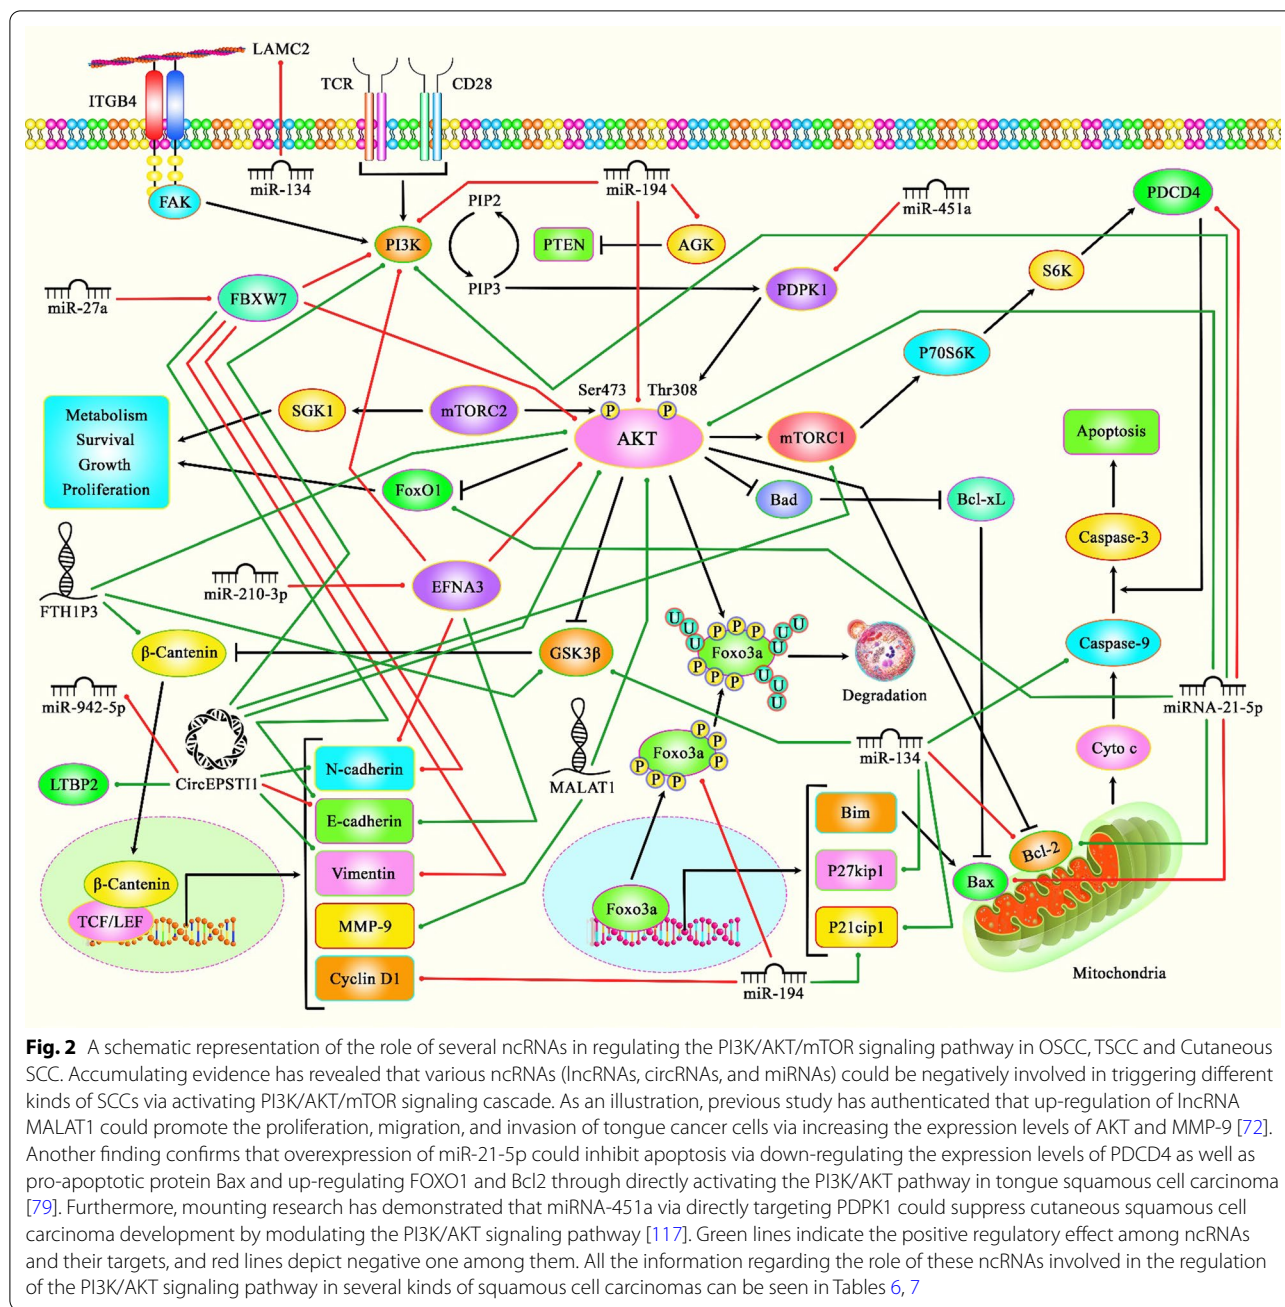 LAMC2
ITGB4
TCR
CD28
miR-134
miR-194
miR-451a
PDCD4
FAK
PIP2
PI3K
PTEN
AGK
S6K
PIP3
PDPK1
miR-27a
FBXW7
P70S6K
Ser473
Thr308
P
P
Metabolism
Survival
Growth
Proliferation
SGK1
mTORC2
AKT
mTORC1
Apoptosis
FoxO1
Bad
Bcl-xL
Caspase-3
FTH1P3
miR-210-3p
EFNA3
β-Cantenin
GSK3β
U
U
U
P
P
P
U
U
U
Foxo3a
P
P
P
U
U
U
Degradation
Caspase-9
miR-942-5p
miRNA-21-5p
CircEPSTI1
LTBP2
N-cadherin
MALAT1
Foxo3a
P
P
P
P
P
P
miR-134
Cyto c
E-cadherin
Bim
Bcl-2
Vimentin
P27kip1
Bax
β-Cantenin
TCF/LEF
MMP-9
Foxo3a
P21cip1
Cyclin D1
miR-194
Mitochondria
Fig. 2 A schematic representation of the role of several ncRNAs in regulating the PI3K/AKT/mTOR signaling pathway in OSCC, TSCC and Cutaneous
SCC. Accumulating evidence has revealed that various ncRNAs (lncRNAs, circRNAs, and miRNAs) could be negatively involved in triggering different
kinds of SCCs via activating PI3K/AKT/mTOR signaling cascade. As an illustration, previous study has authenticated that up-regulation of lncRNA
MALAT1 could promote the proliferation, migration, and invasion of tongue cancer cells via increasing the expression levels of AKT and MMP-9 [72].
Another finding confirms that overexpression of miR-21-5p could inhibit apoptosis via down-regulating the expression levels of PDCD4 as well as
pro-apoptotic protein Bax and up-regulating FOXO1 and Bcl2 through directly activating the PI3K/AKT pathway in tongue squamous cell carcinoma
[79]. Furthermore, mounting research has demonstrated that miRNA-451a via directly targeting PDPK1 could suppress cutaneous squamous cell
carcinoma development by modulating the PI3K/AKT signaling pathway [117]. Green lines indicate the positive regulatory effect among ncRNAs
and their targets, and red lines depict negative one among them. All the information regarding the role of these ncRNAs involved in the regulation
of the PI3K/AKT signaling pathway in several kinds of squamous cell carcinomas can be seen in Tables 6, 7